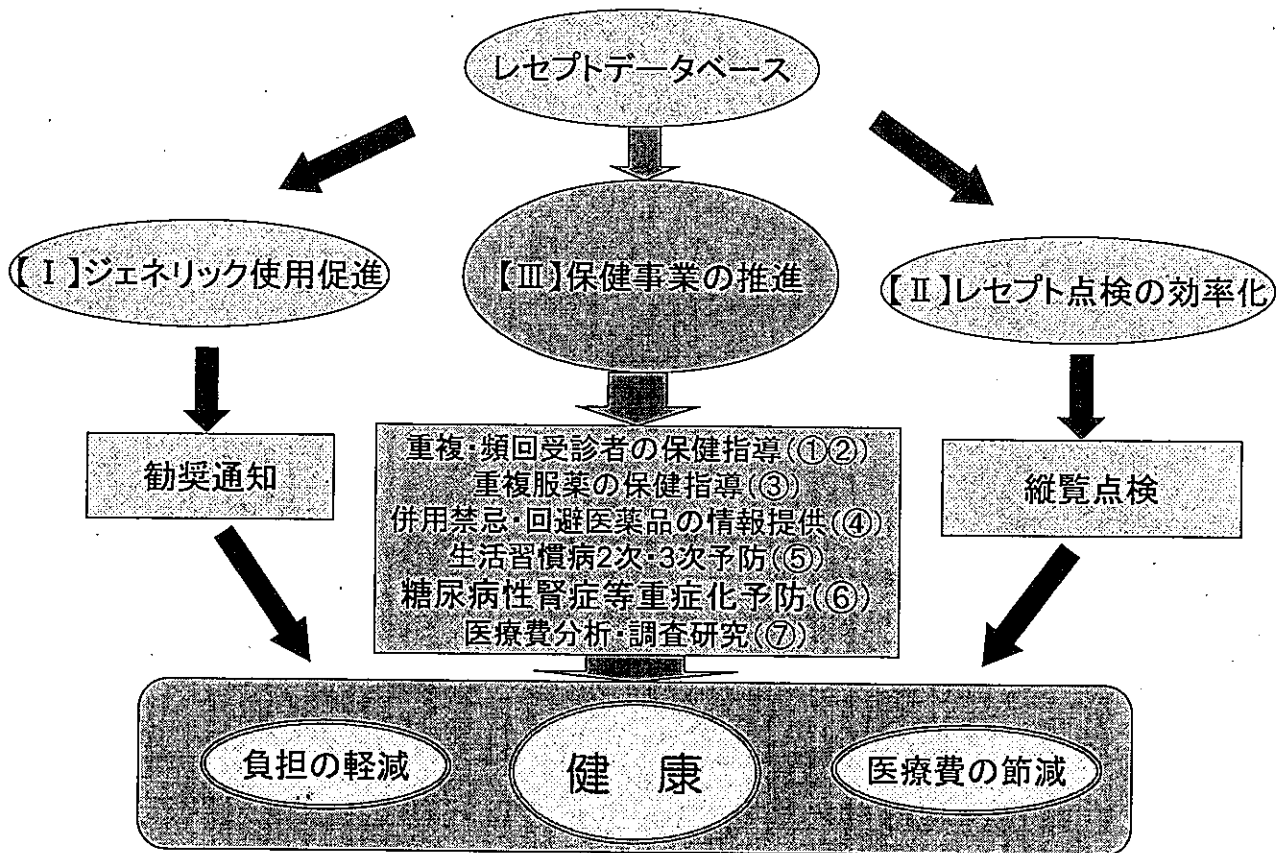 レセプトデータベース
【Ⅰ】ジェネリック使用促進
【Ⅲ】保健事業の推進
【Ⅱ】レセプト点検の効率化
勧奨通知
重複・頻回受診者の保健指導(①②)
重複服薬の保健指導(③)
併用禁忌・回避医薬品の情報提供(④)
生活習慣病2次・3次予防(⑤)
糖尿病性腎症等重症化予防(⑥)
医療費分析・調査研究(⑦)
縦覧点検
負担の軽減
健　康
医療費の節減